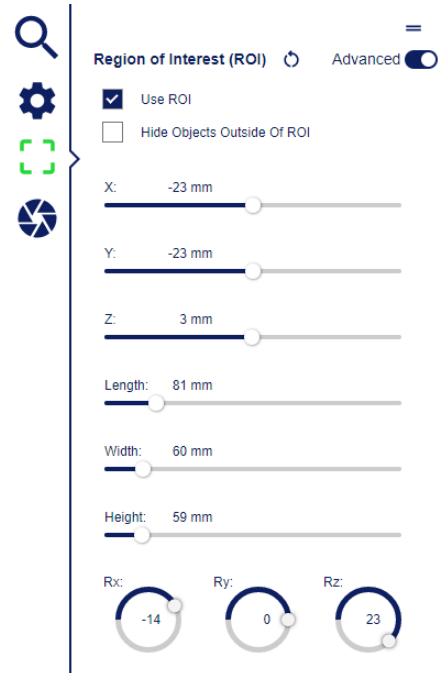 Region of Interest (ROI) Advanced
Use ROI
Hide Objects Outside Of ROI
X: -23 mm
Y: -23 mm
Z: 3 mm
Length: 81 mm
Width: 60 mm
Height: 59 mm
Rx: Ry: Rz:
-14 0 23